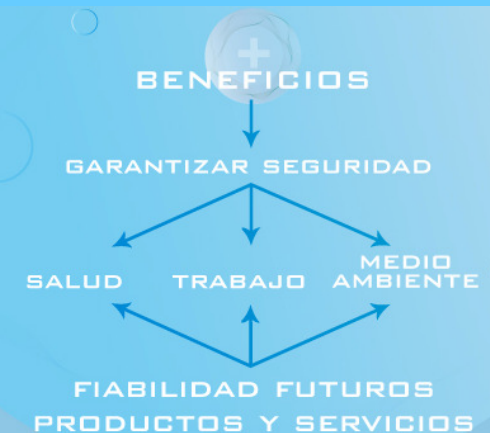 BENEFICIOS
GARANTIZAR SEGURIDAD
SALUD
TRABAJO
MEDIO
AMBIENTE
FIABILIDAD FUTUROS
PRODUCTOS Y SERVICIOS